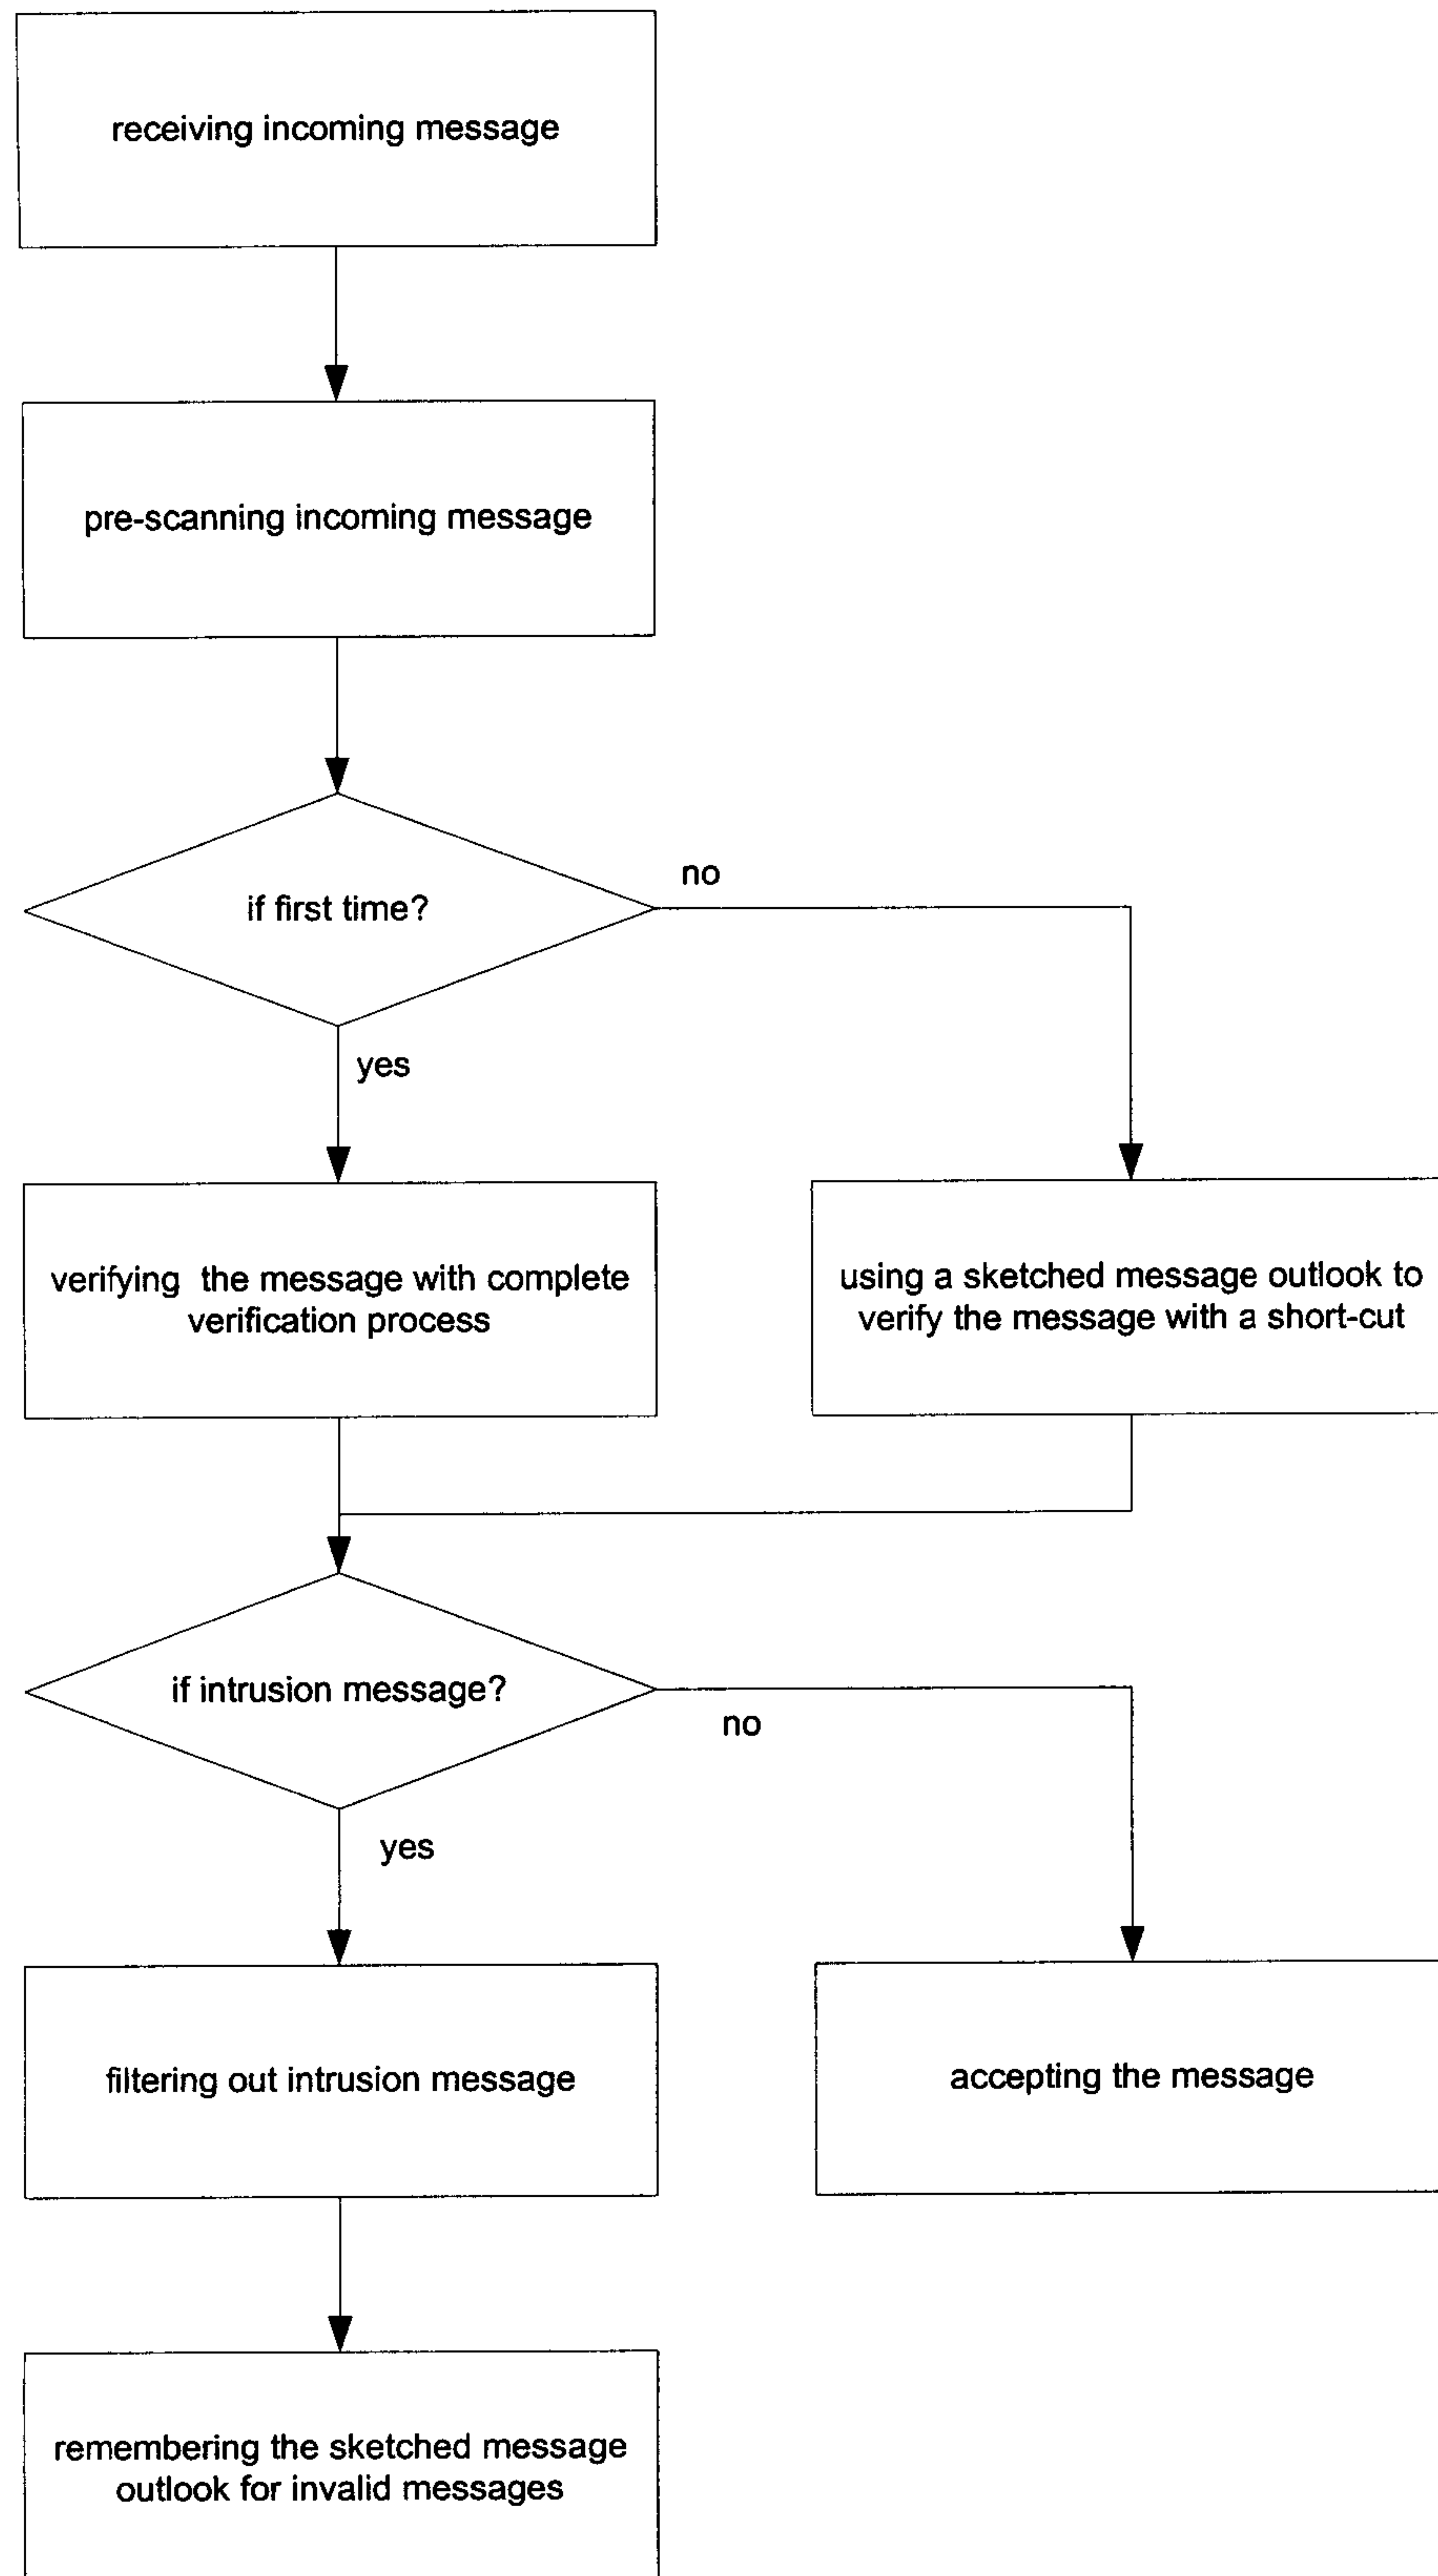 receiving incoming message
pre-scanning incoming message
if first time?
no
yes
verifying the message with complete
verification process
using a sketched message outlook to
verify the message with a short-cut
if intrusion message?
no
yes
filtering out intrusion message
accepting the message
remembering the sketched message
outlook for invalid messages